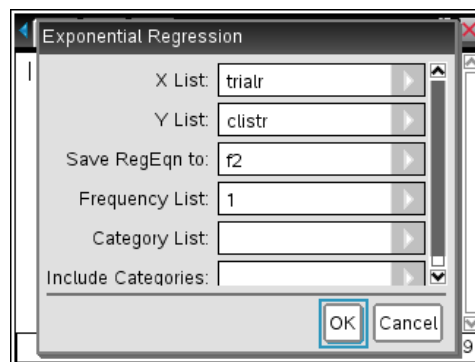 Exponential Regression
X List: trialr
Y List: clistr
Save RegEqn to: f2
Frequency List: 1
Category List:
Include Categories:
OK Cancel